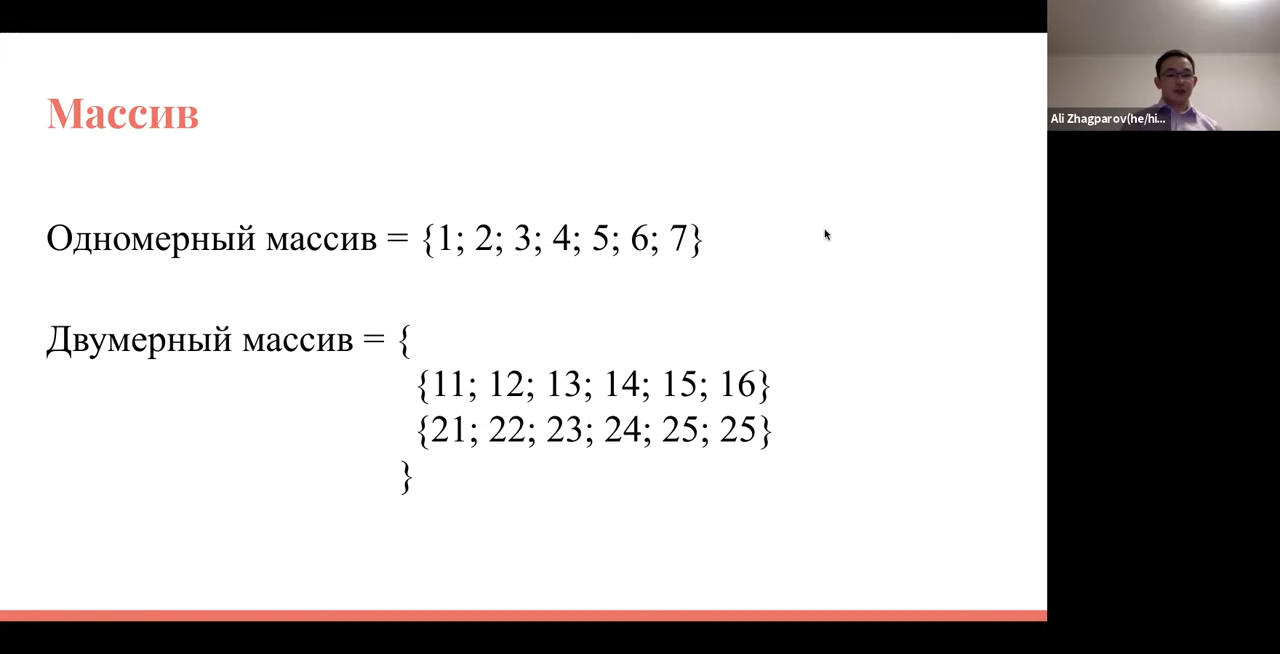 Массив
Одномерный массив = {1; 2; 3; 4; 5; 6; 7}
Двумерный массив = {
{11; 12; 13; 14; 15; 16}
{21; 22; 23; 24; 25; 25}
}
Ali Zhagparov(he/hi...